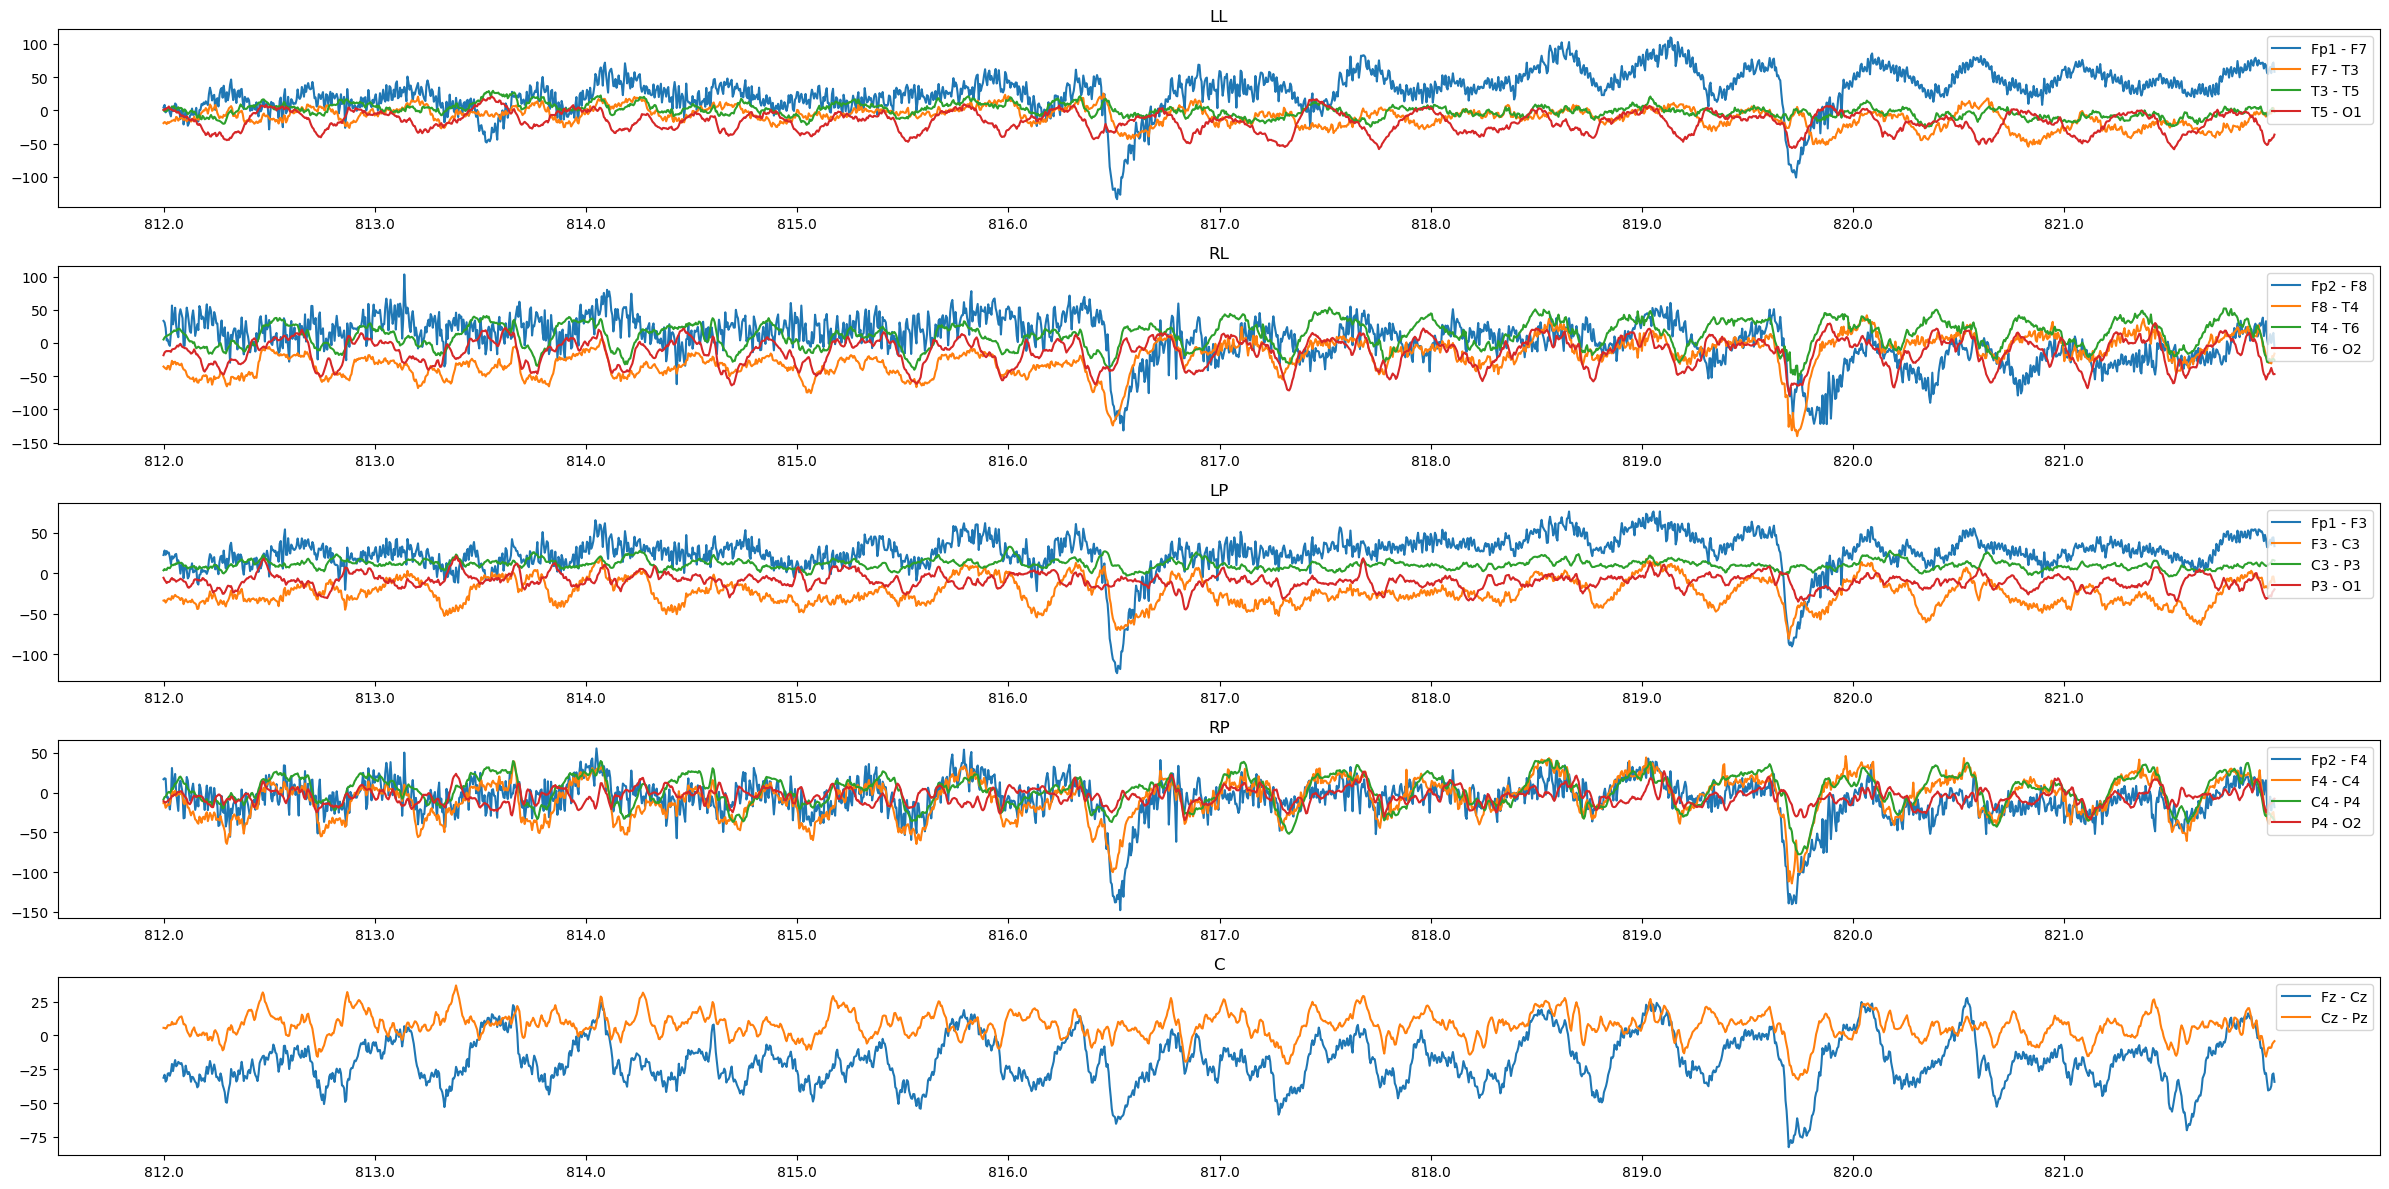 LL
100
50
0
−50
−100
Fp1 - F7
F7 - T3
T3 - T5
T5 - O1
812.0 813.0 814.0 815.0 816.0 817.0 818.0 819.0 820.0 821.0
RL
100
50
0
−50
−100
−150
Fp2 - F8
F8 - T4
T4 - T6
T6 - O2
812.0 813.0 814.0 815.0 816.0 817.0 818.0 819.0 820.0 821.0
LP
50
0
−50
−100
Fp1 - F3
F3 - C3
C3 - P3
P3 - O1
812.0 813.0 814.0 815.0 816.0 817.0 818.0 819.0 820.0 821.0
RP
50
0
−50
−100
−150
Fp2 - F4
F4 - C4
C4 - P4
P4 - O2
812.0 813.0 814.0 815.0 816.0 817.0 818.0 819.0 820.0 821.0
C
25
0
−25
−50
−75
Fz - Cz
Cz - Pz
812.0 813.0 814.0 815.0 816.0 817.0 818.0 819.0 820.0 821.0